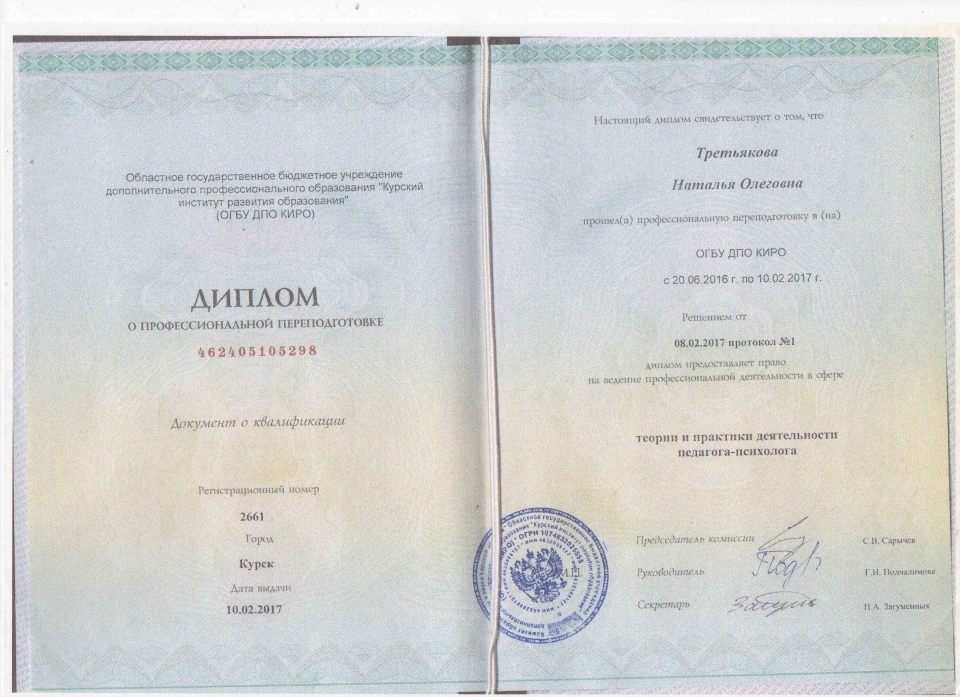 Областное государственное бюджетное учреждение
дополнительного профессионального образования "Курский
институт развития образования"
(ОГБУ ДПО КИРО)
ДИПЛОМ
О ПРОФЕССИОНАЛЬНОЙ ПЕРЕПОДГОТОВКЕ
462405105298
Документ о квалификации
Регистрационный номер
2661
Город
Курск
Дата выдачи
10.02.2017
Настоящий диплом свидетельствует о том, что
Третьякова
Наталья Олеговна
прошел(а) профессиональную переподготовку в (на)
ОГБУ ДПО КИРО
с 20.06.2016 г. по 10.02.2017 г.
Решением от
08.02.2017 протокол №1
диплом предоставляет право
на ведение профессиональной деятельности в сфере
теории и практики деятельности
педагога-психолога
Председатель комиссии
С.В. Сарычев
М.П.
Руководитель
Г.Н. Подчалимова
Секретарь
Н.А. Загуменных